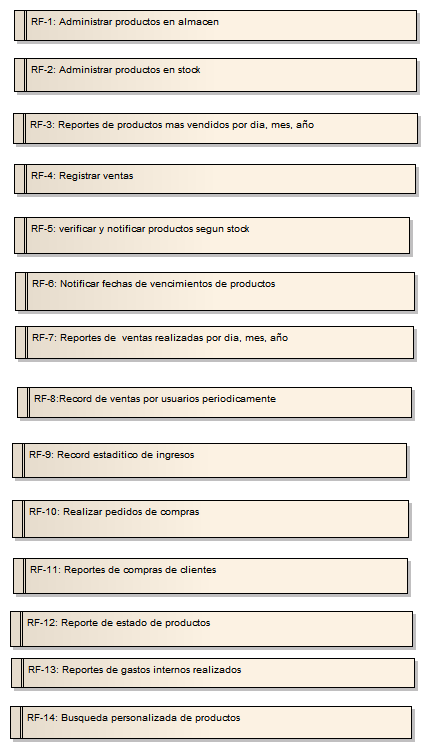 RF-1: Administrar productos en almacen
RF-2: Administrar productos en stock
RF-3: Reportes de productos mas vendidos por dia, mes, año
RF-4: Registrar ventas
RF-5: verificar y notificar productos segun stock
RF-6: Notificar fechas de vencimientos de productos
RF-7: Reportes de  ventas realizadas por dia, mes, año
RF-8:Record de ventas por usuarios periodicamente
RF-9: Record estaditico de ingresos
RF-10: Realizar pedidos de compras
RF-11: Reportes de compras de clientes
RF-12: Reporte de estado de productos
RF-13: Reportes de gastos internos realizados
RF-14: Busqueda personalizada de productos